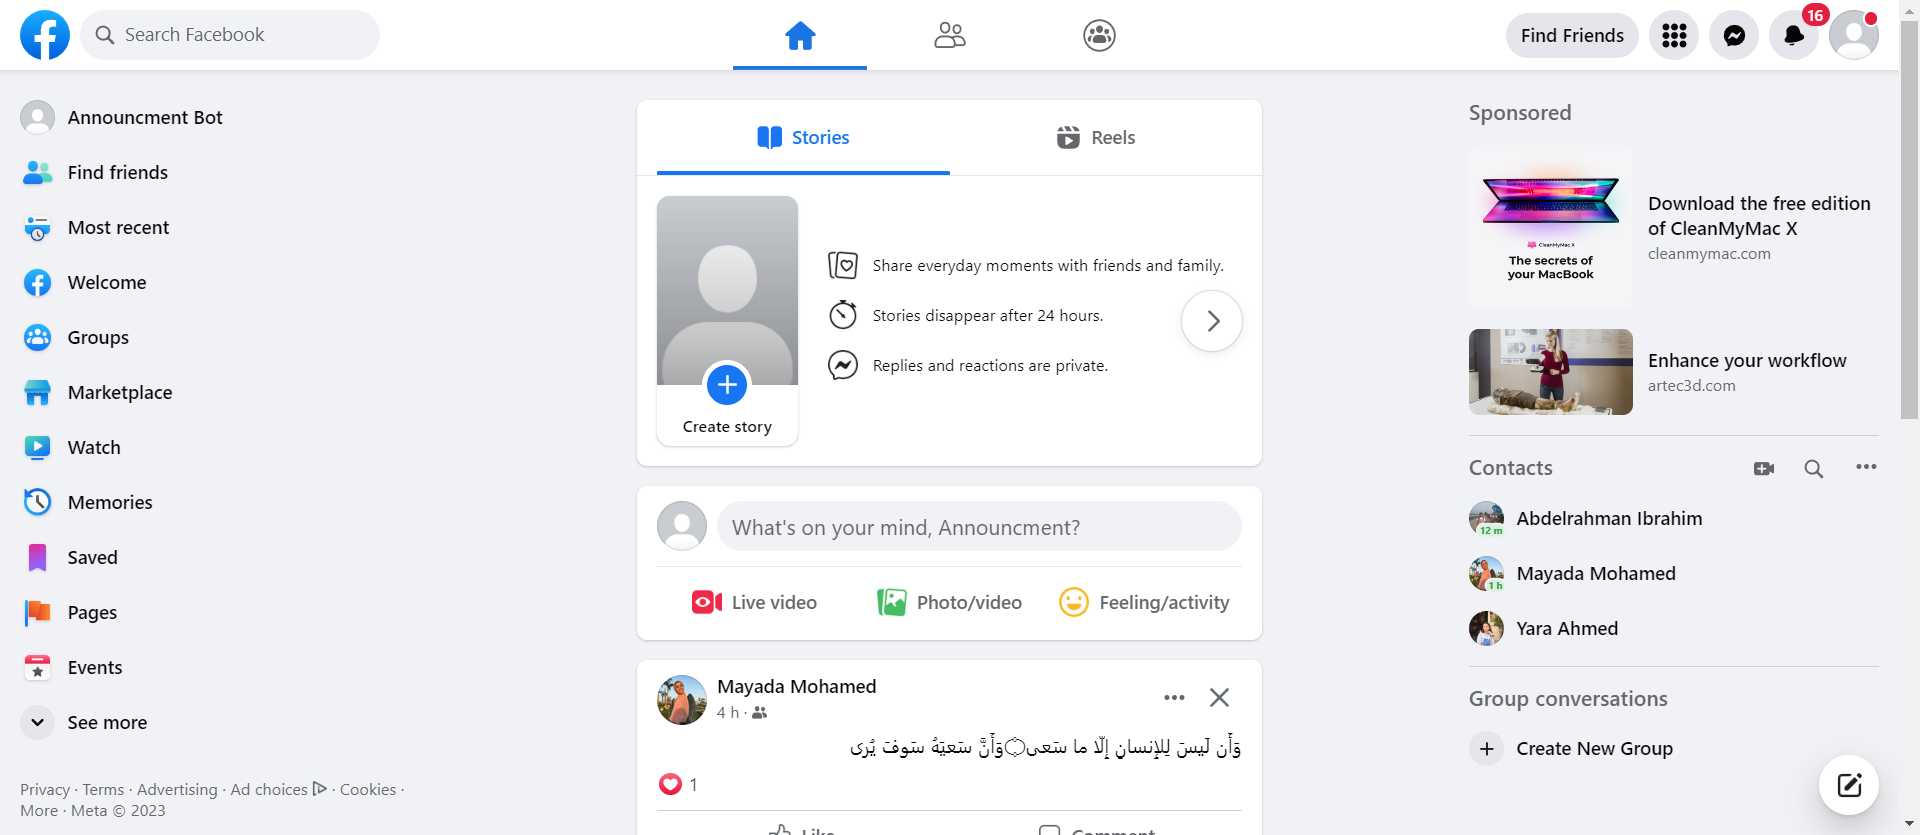 Search Facebook
Find Friends
16
Announcment Bot
Find friends
Most recent
Welcome
Groups
Marketplace
Watch
Memories
Saved
Pages
Events
See more
Privacy · Terms · Advertising · Ad choices · Cookies ·
More · Meta © 2023
Stories
Reels
Share everyday moments with friends and family.
Stories disappear after 24 hours.
Replies and reactions are private.
Create story
What's on your mind, Announcment?
Live video
Photo/video
Feeling/activity
Mayada Mohamed
4 h ·
وَأَن لَيسَ لِلإِنسانِ إِلّا ما سَعى۝وَأَنَّ سَعيَهُ سَوفَ يُرى
1
Like
Comment
Sponsored
CleanMyMac X
The secrets of
your MacBook
Download the free edition
of CleanMyMac X
cleanmymac.com
Enhance your workflow
artec3d.com
Contacts
Abdelrahman Ibrahim
12 m
Mayada Mohamed
1 h
Yara Ahmed
Group conversations
Create New Group